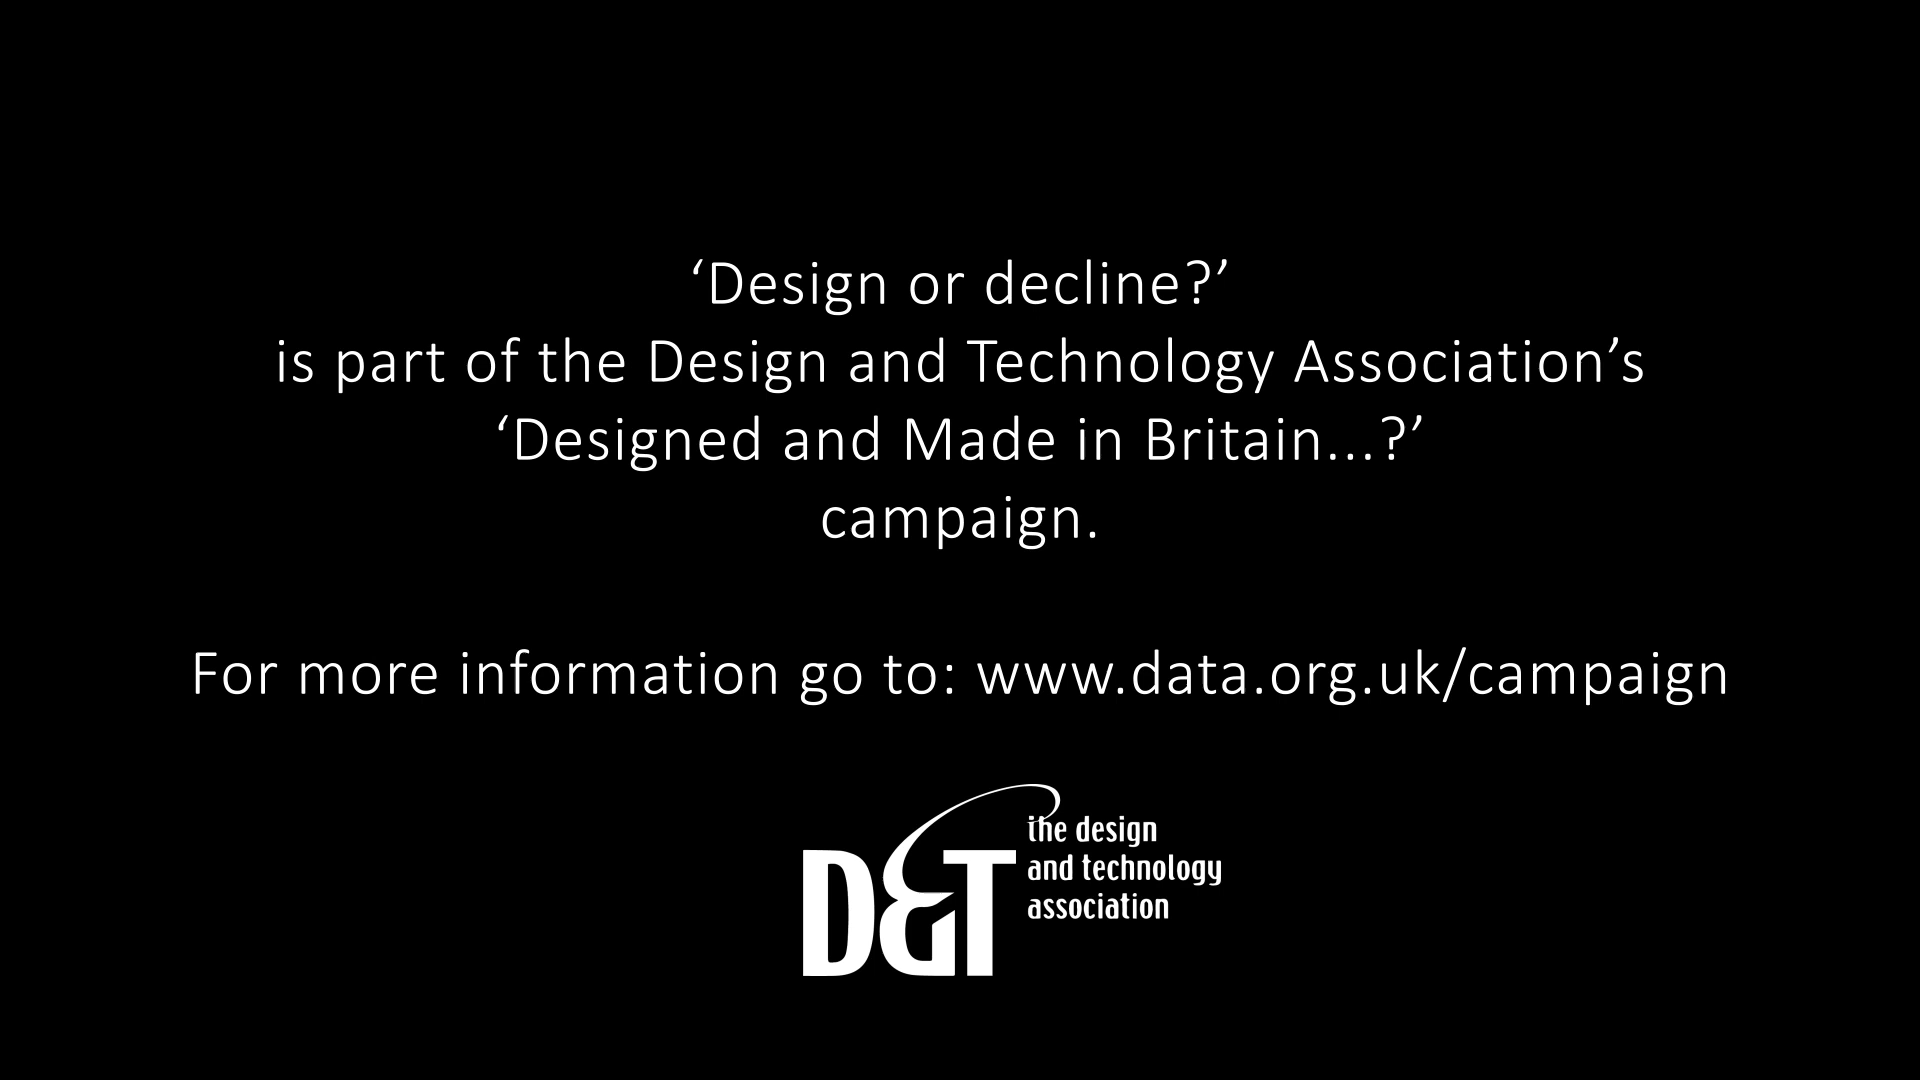 ‘Design or decline?’
is part of the Design and Technology Association’s
‘Designed and Made in Britain...?’
campaign.
For more information go to: www.data.org.uk/campaign
D&T
the design
and technology
association